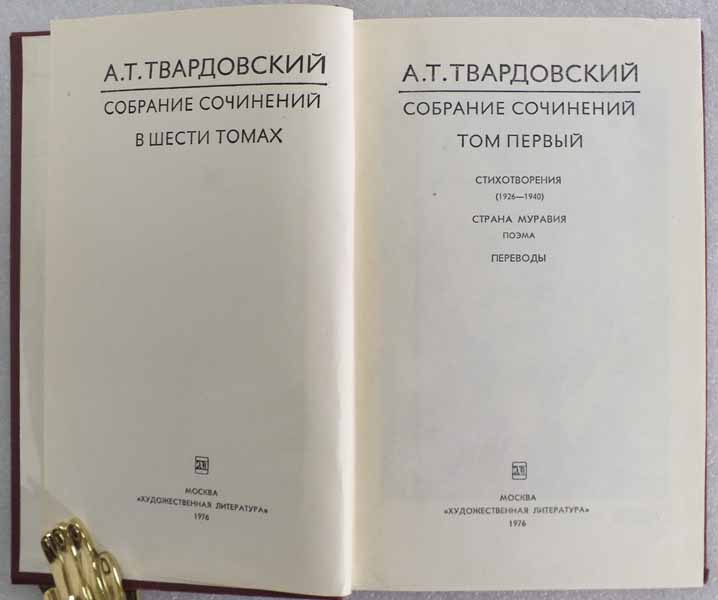 А.Т.ТВАРДОВСКИЙ
СОБРАНИЕ СОЧИНЕНИЙ
В ШЕСТИ ТОМАХ
МОСКВА
«ХУДОЖЕСТВЕННАЯ ЛИТЕРАТУРА»
1976
А.Т.ТВАРДОВСКИЙ
СОБРАНИЕ СОЧИНЕНИЙ
ТОМ ПЕРВЫЙ
СТИХОТВОРЕНИЯ
(1926—1940)
СТРАНА МУРАВИЯ
ПОЭМА
ПЕРЕВОДЫ
МОСКВА
«ХУДОЖЕСТВЕННАЯ ЛИТЕРАТУРА»
1976